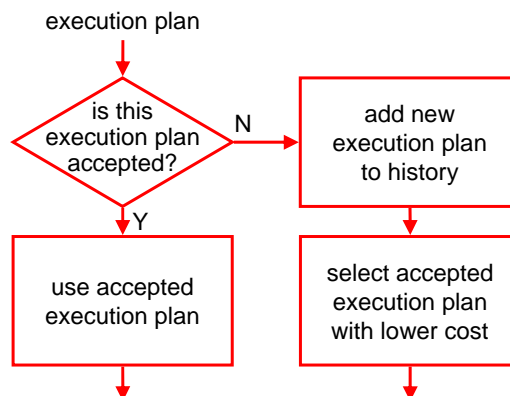 execution plan
is this
execution plan
accepted?
N
Y
add new
execution plan
to history
use accepted
execution plan
select accepted
execution plan
with lower cost